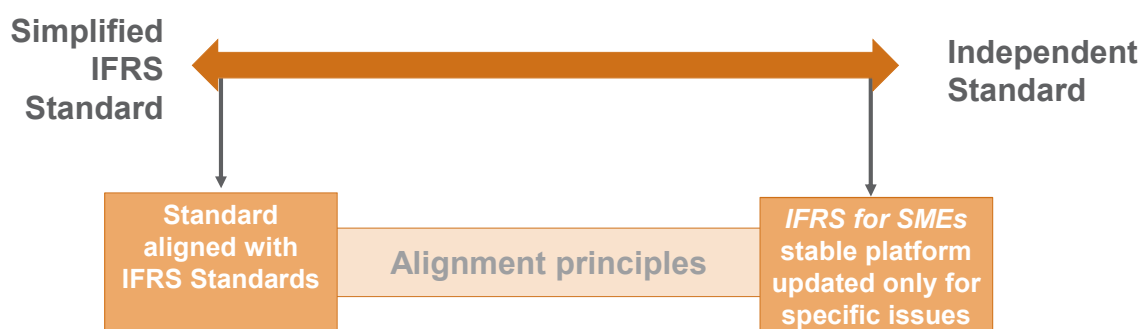 Simplified
IFRS
Standard
Independent
Standard
Standard
aligned with
IFRS Standards
Alignment principles
IFRS for SMEs
stable platform
updated only for
specific issues